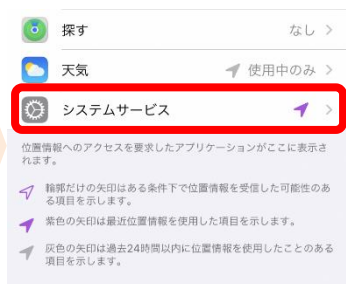 探す なし
天気 使用中のみ
システムサービス
位置情報へのアクセスを要求したアプリケーションがここに表示さ
れます。
輪郭だけの矢印はある条件下で位置情報を受信した可能性のあ
る項目を示します。
紫色の矢印は最近位置情報を使用した項目を示します。
灰色の矢印は過去24時間以内に位置情報を使用したことのある
項目を示します。